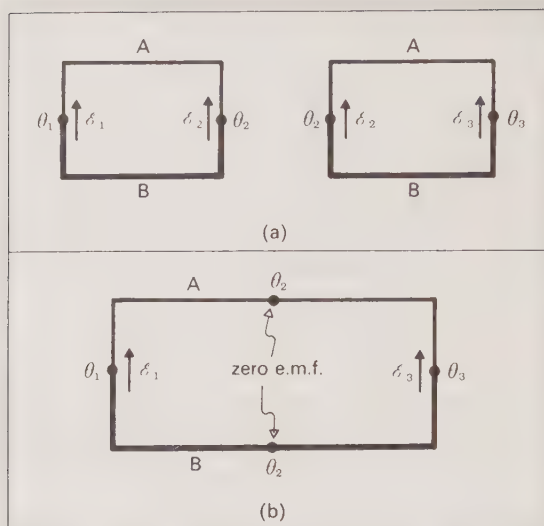 A A
θ₁ ℰ₁ ℰ₂ θ₂ θ₂ ℰ₂ ℰ₃ θ₃
B B
(a)
A θ₂
θ₁ ℰ₁ zero e.m.f. ℰ₃ θ₃
B θ₂
(b)